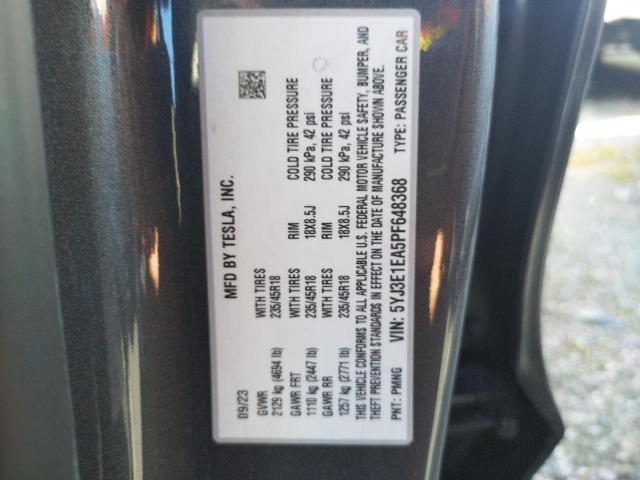 MFD BY TESLA, INC.
09/23
GVWR WITH TIRES
2129 kg (4694 lb) 235/45R18
GAWR FRT WITH TIRES RIM COLD TIRE PRESSURE
1110 kg (2447 lb) 235/45R18 18X8.5J 290 kPa, 42 psi
GAWR RR WITH TIRES RIM COLD TIRE PRESSURE
1257 kg (2771 lb) 235/45R18 18X8.5J 290 kPa, 42 psi
THIS VEHICLE CONFORMS TO ALL APPLICABLE U.S. FEDERAL MOTOR VEHICLE SAFETY, BUMPER, AND
THEFT PREVENTION STANDARDS IN EFFECT ON THE DATE OF MANUFACTURE SHOWN ABOVE.
PNT: PMNG VIN: 5YJ3E1EA5PF648368 TYPE: PASSENGER CAR